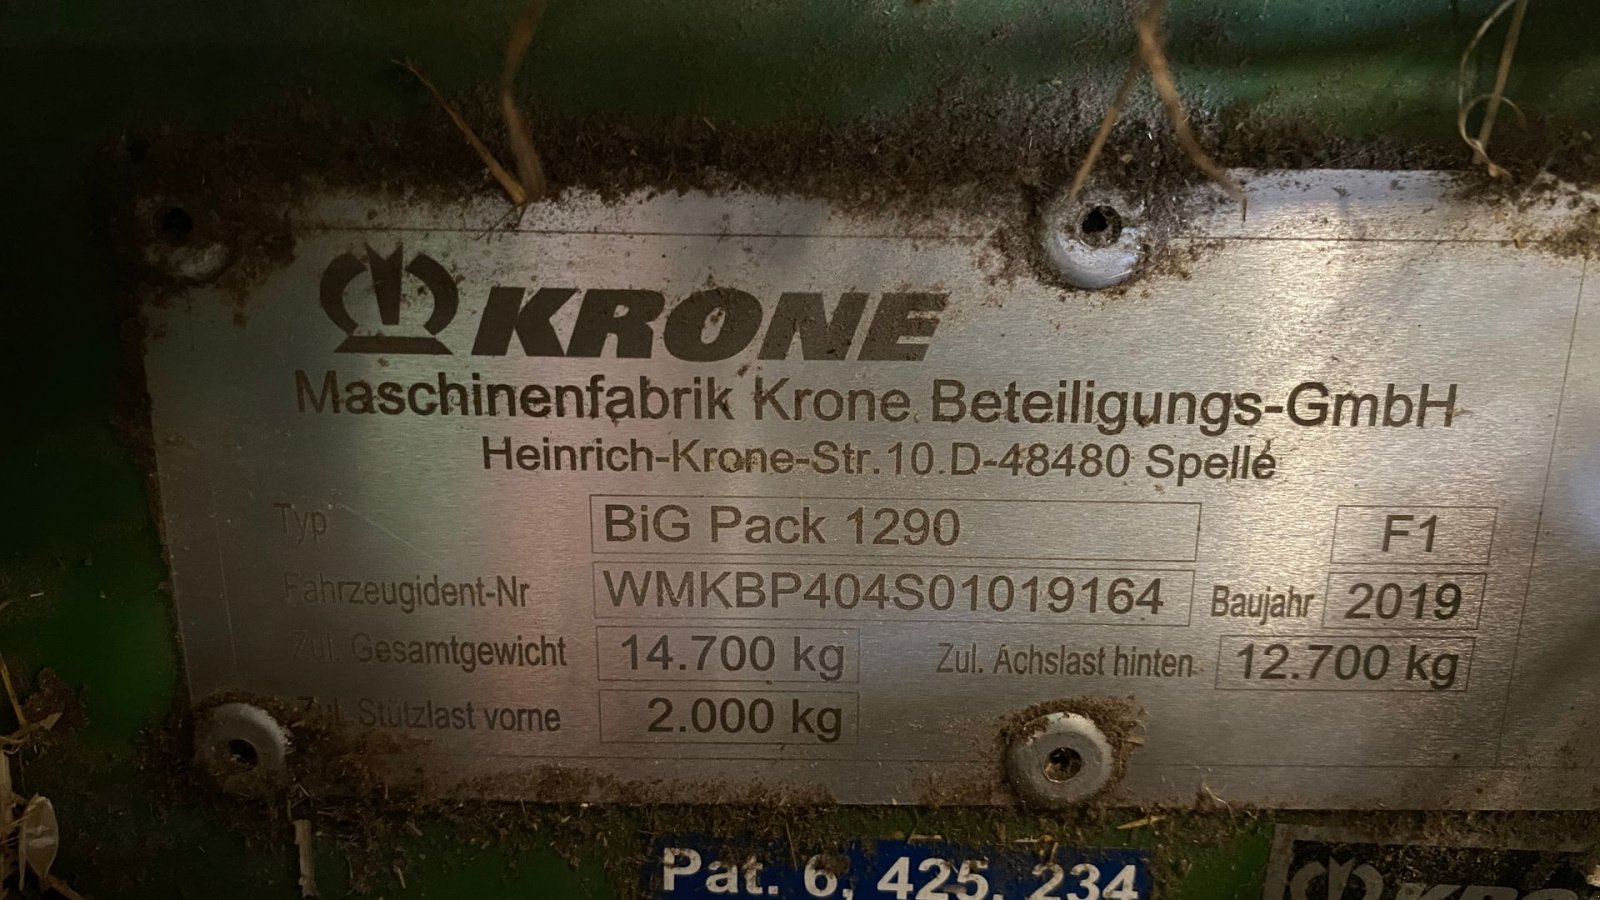 KRONE
Maschinenfabrik Krone Beteiligungs-GmbH
Heinrich-Krone-Str.10.D-48480 Spelle
Typ BiG Pack 1290 F1
Fahrzeugident-Nr WMKBP404S01019164 Baujahr 2019
Zul. Gesamtgewicht 14.700 kg Zul. Achslast hinten 12.700 kg
Zul. Stützlast vorne 2.000 kg
Pat. 6, 425, 234
KRONE